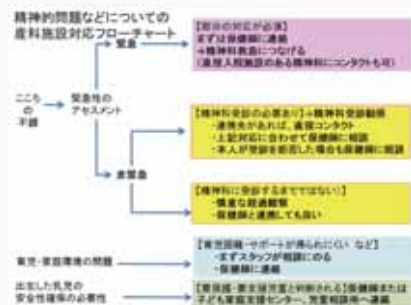 精神的問題などについての
産科施設対応フローチャート
緊急
【即日の対応が必須】
まずは保健師に連絡
→精神科救急につなげる
(直接入院施設のある精神科にコンタクトも可)
こころ
の
不調
緊急性の
アセスメント
【精神科受診の必要あり】→精神科受診勧奨
・連携先があれば、直接コンタクト
・上記対応に合わせて保健師に相談
・本人が受診を拒否した場合も保健師に相談
非緊急
【精神科に受診するまでではない】
・慎重な経過観察
・保健師と連携しても良い
育児・家庭環境の問題
【育児困難・サポートが得られにくい など】
・まずスタッフが相談にのる
・保健師に連絡
出生した乳児の
安全性確保の必要性
【要保護・要支援児童と判断される】保健師または
子ども家庭支援センター、児童相談所へ連絡